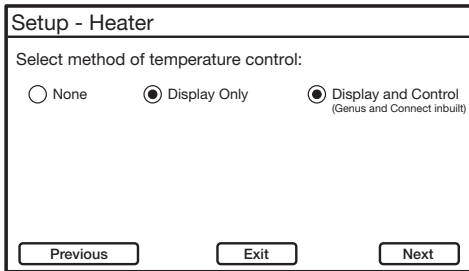 Setup - Heater
Select method of temperature control:
None Display Only Display and Control
(Genus and Connect inbuilt)
Previous Exit Next